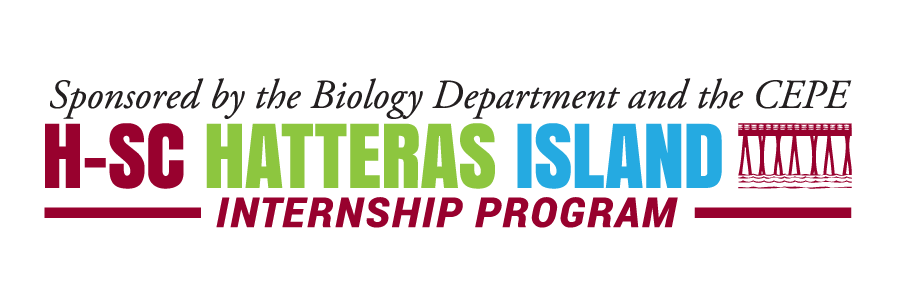 Sponsored by the Biology Department and the CEPE
H-SC HATTERAS ISLAND
INTERNSHIP PROGRAM